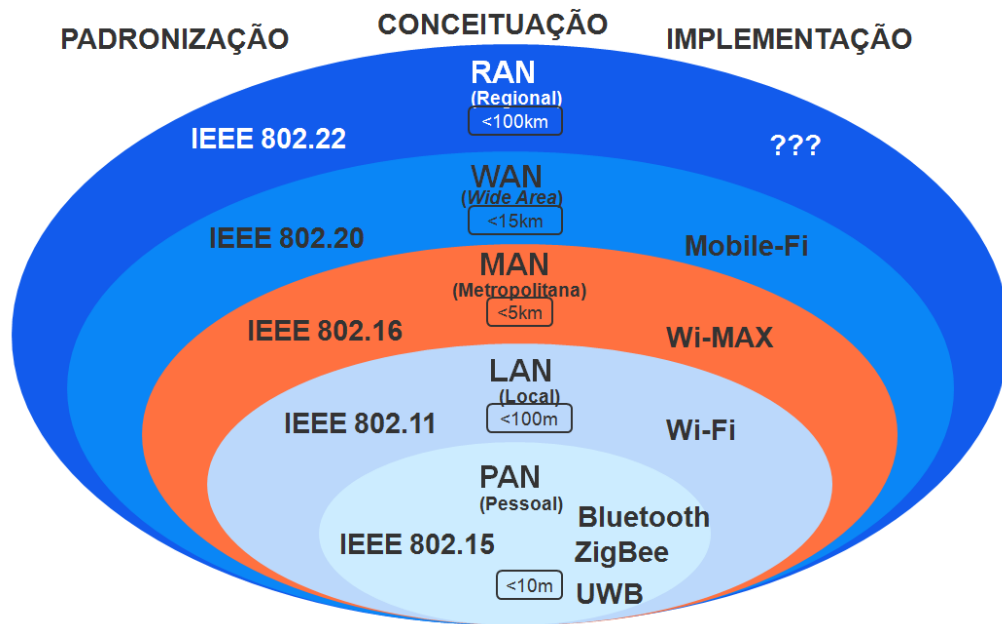 PADRONIZAÇÃO CONCEITUAÇÃO IMPLEMENTAÇÃO
RAN
(Regional)
<100km
IEEE 802.22 ???
WAN
(Wide Area)
<15km
IEEE 802.20 Mobile-Fi
MAN
(Metropolitana
<5km
IEEE 802.16 Wi-MAX
LAN
(Local)
<100m
IEEE 802.11 Wi-Fi
PAN
(Pessoal)
Bluetooth
IEEE 802.15 ZigBee
<10m UWB